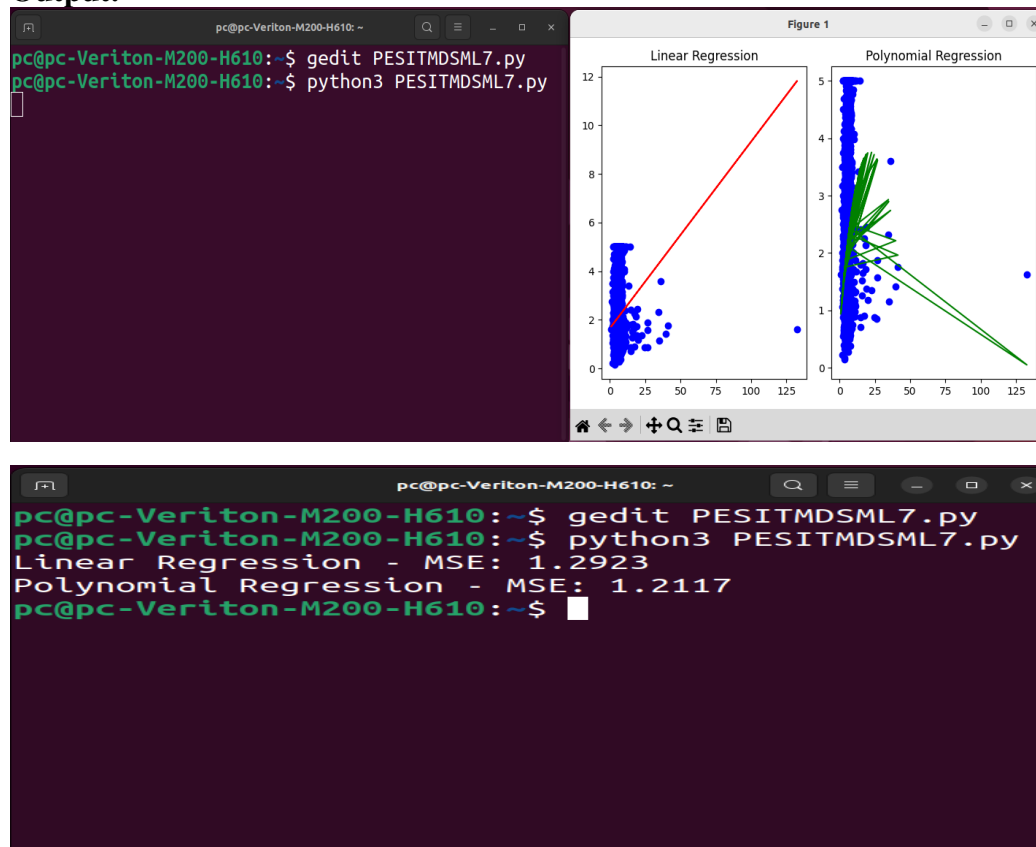 Output:
pc@pc-Veriton-M200-H610: ~
pc@pc-Veriton-M200-H610:~$ gedit PESITMDSML7.py
pc@pc-Veriton-M200-H610:~$ python3 PESITMDSML7.py
Figure 1
Linear Regression
12
10
8
6
4
2
0
0 25 50 75 100 125
Polynomial Regression
5
4
3
2
1
0
0 25 50 75 100 125
pc@pc-Veriton-M200-H610: ~
pc@pc-Veriton-M200-H610:~$ gedit PESITMDSML7.py
pc@pc-Veriton-M200-H610:~$ python3 PESITMDSML7.py
Linear Regression - MSE: 1.2923
Polynomial Regression - MSE: 1.2117
pc@pc-Veriton-M200-H610:~$